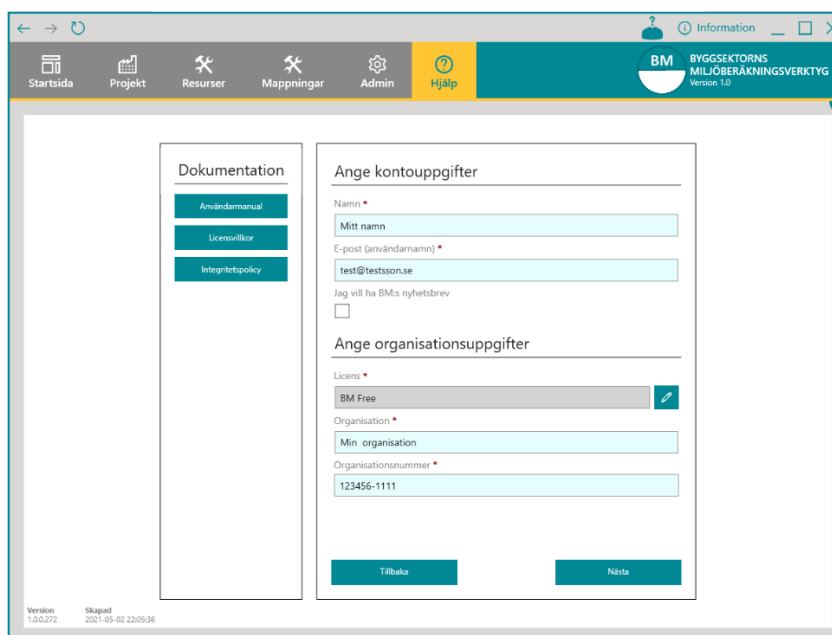 Information
Startsida
Projekt
Resurser
Mappningar
Admin
Hjälp
BM
BYGGSEKTORNS
MILJÖBERÄKNINGSVERKTYG
Version 1.0
Dokumentation
Användarmanual
Licensvillkor
Integritetspolicy
Ange kontouppgifter
Namn *
Mitt namn
E-post (användarnamn) *
test@testsson.se
Jag vill ha BM:s nyhetsbrev
Ange organisationsuppgifter
Licens *
BM Free
Organisation *
Min organisation
Organisationsnummer *
123456-1111
Tillbaka
Nästa
Version
1.0.0.272
Skapad
2021-05-02 22:05:36